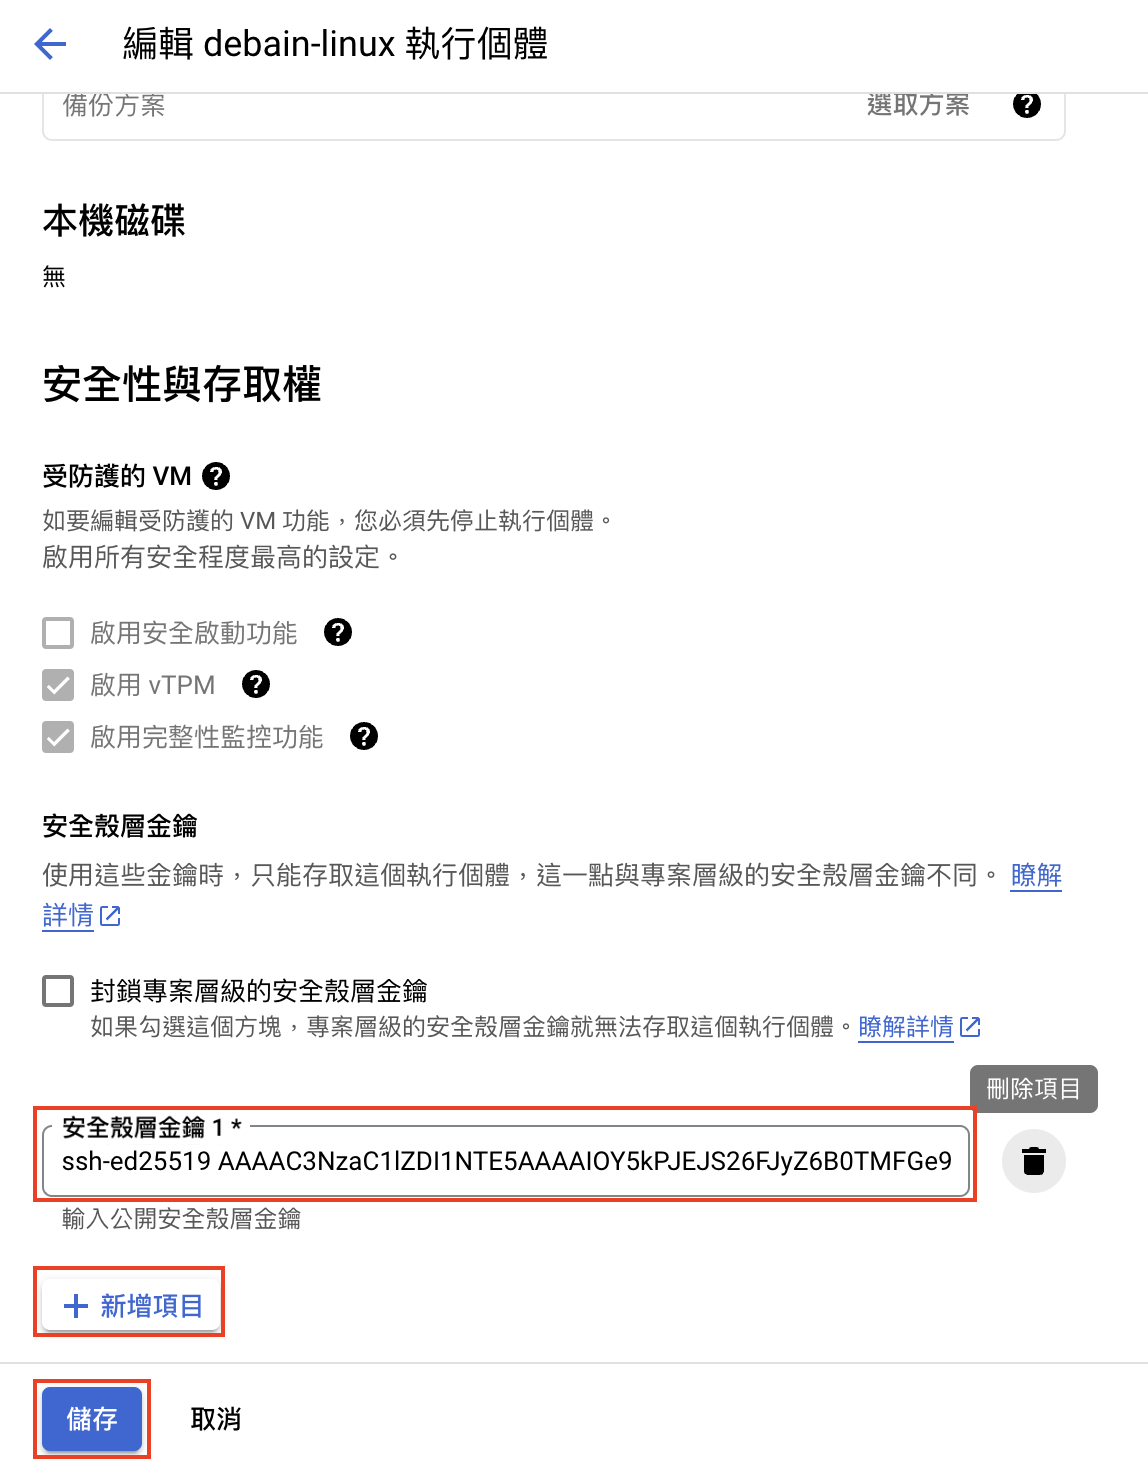 編輯 debain-linux 執行個體
備份方案 選取方案
本機磁碟
無
安全性與存取權
受防護的 VM
如要編輯受防護的 VM 功能，您必須先停止執行個體。
啟用所有安全程度最高的設定。
啟用安全啟動功能
啟用 vTPM
啟用完整性監控功能
安全殼層金鑰
使用這些金鑰時，只能存取這個執行個體，這一點與專案層級的安全殼層金鑰不同。 瞭解
詳情
封鎖專案層級的安全殼層金鑰
如果勾選這個方塊，專案層級的安全殼層金鑰就無法存取這個執行個體。瞭解詳情
刪除項目
安全殼層金鑰 1 *
ssh-ed25519 AAAAC3NzaC1lZDI1NTE5AAAAIOY5kPJEJS26FJyZ6B0TMFGe9
輸入公開安全殼層金鑰
新增項目
儲存 取消